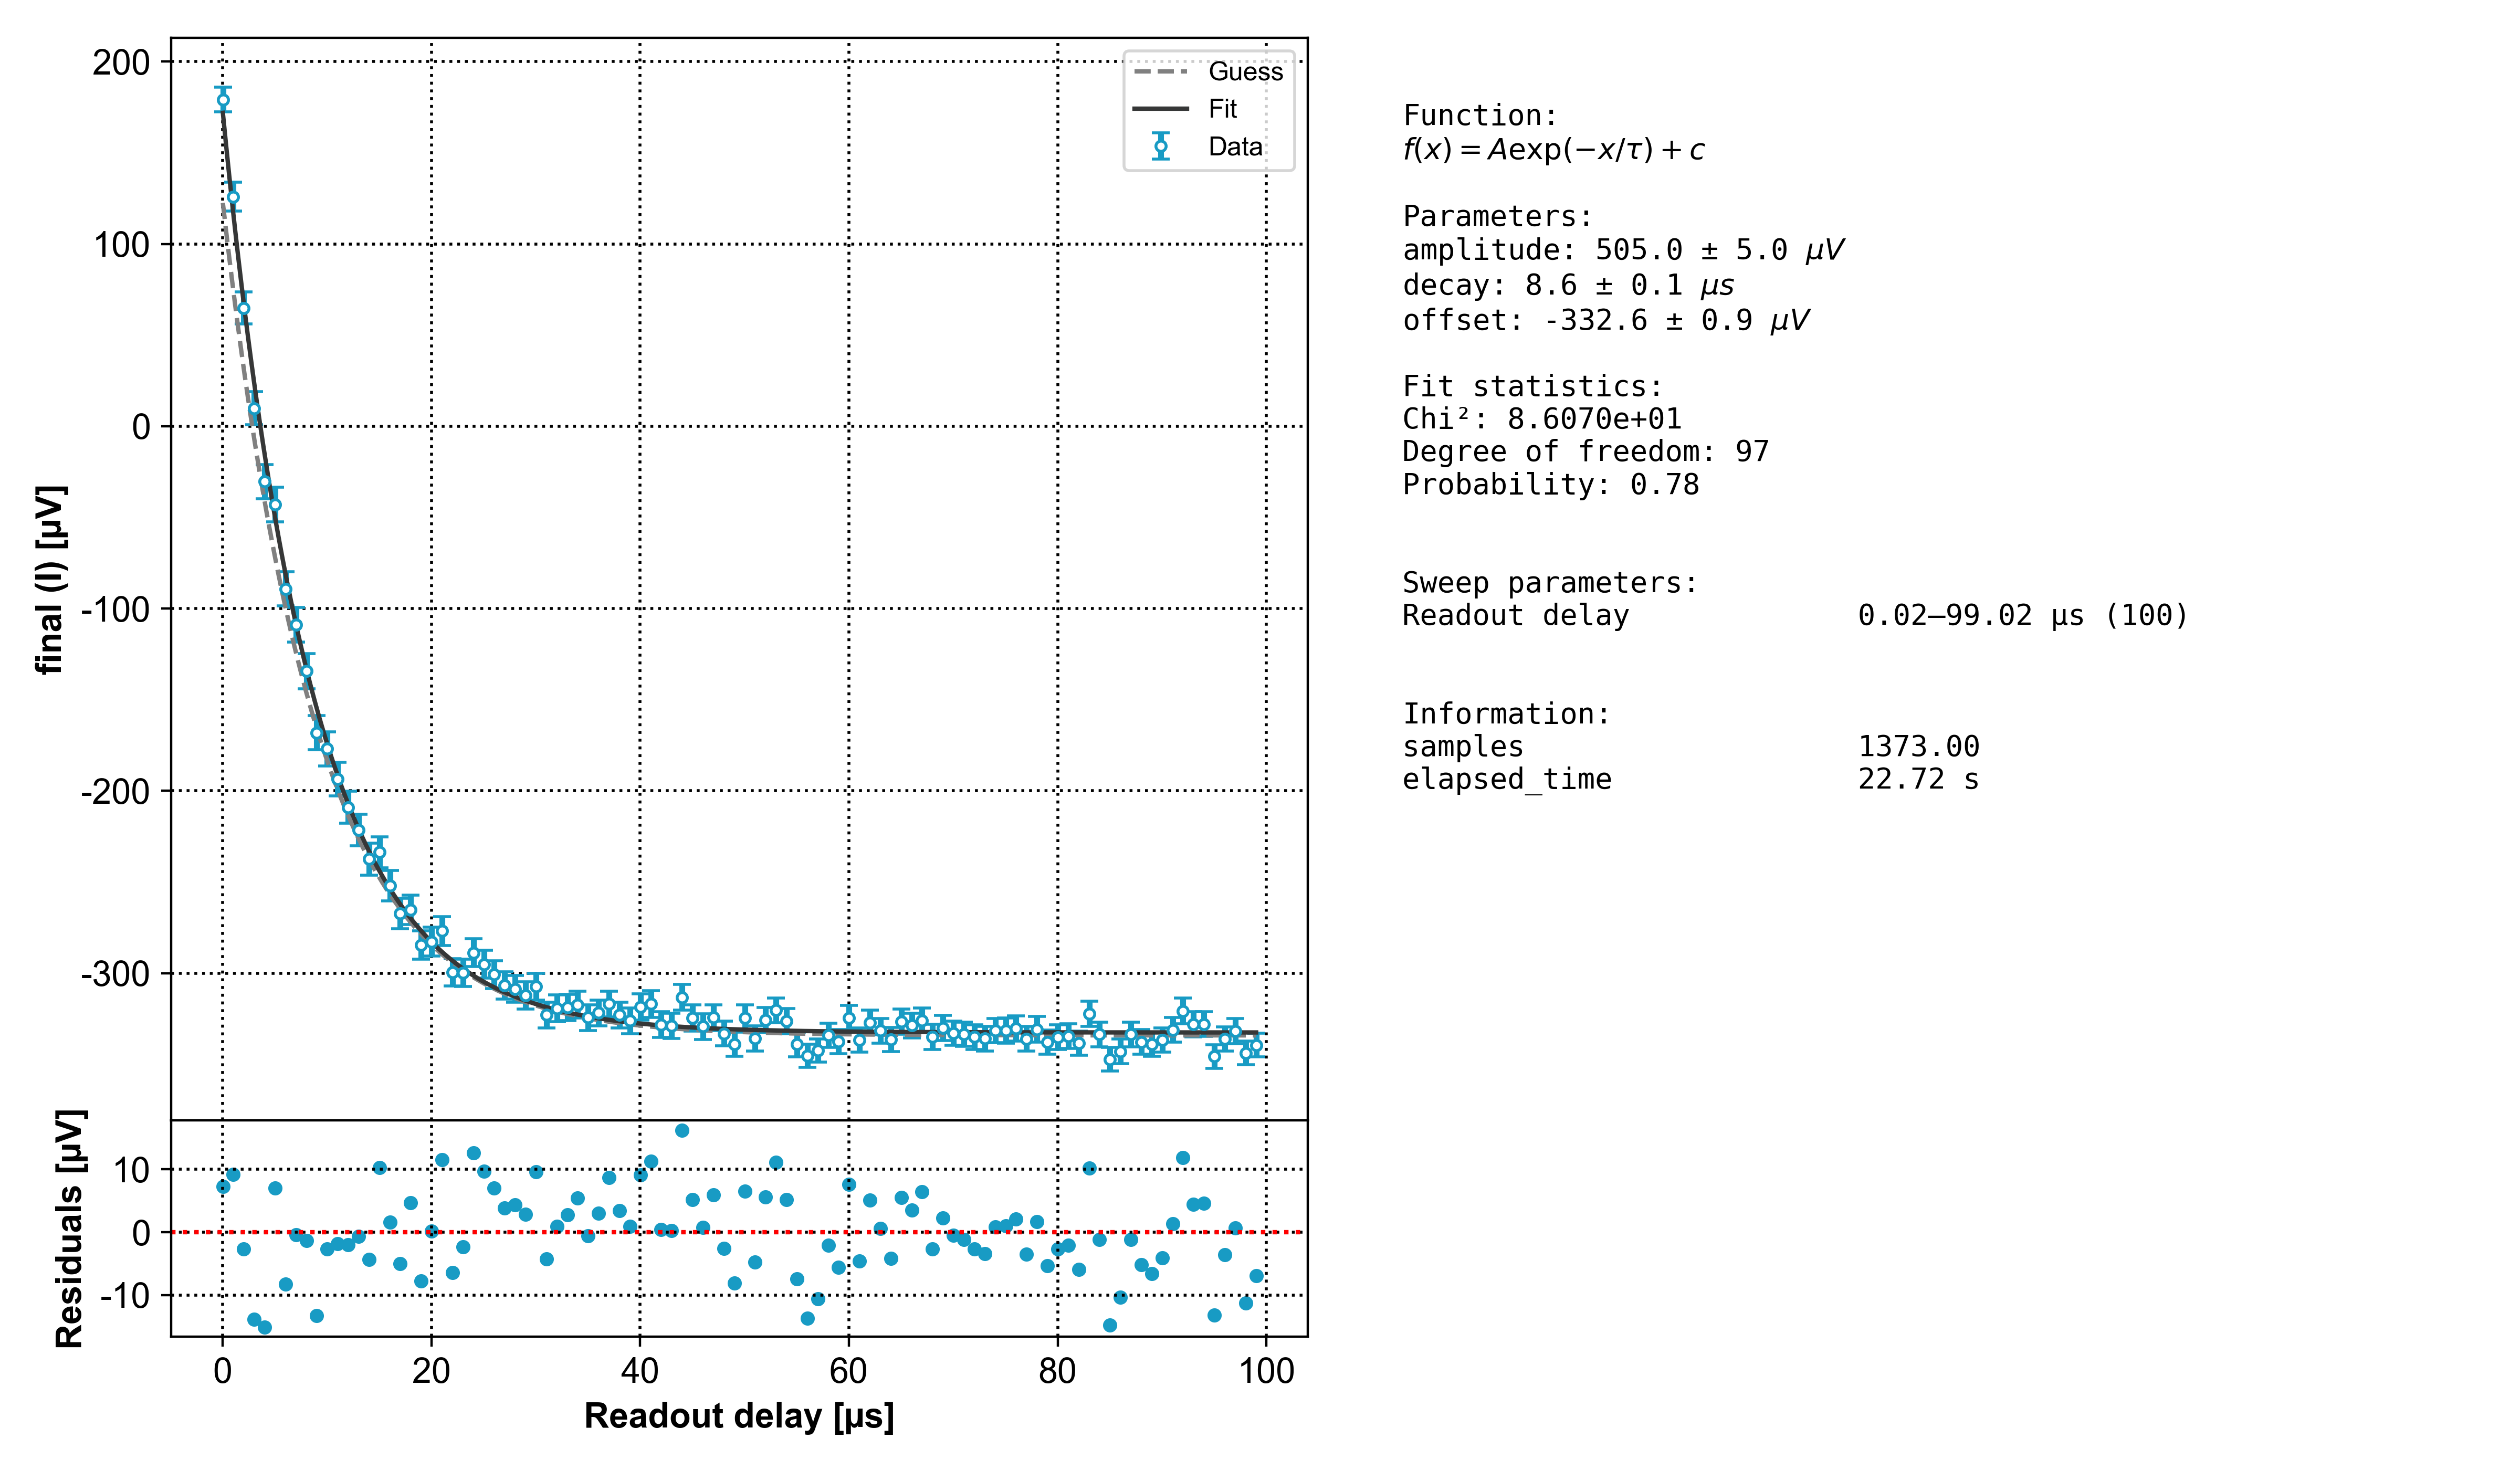 200
100
0
-100
-200
-300
final (I) [µV]
Guess
Fit
Data
10
0
-10
Residuals [µV]
0
20
40
60
80
100
Readout delay [µs]
Function:
f(x) = A exp(−x/τ) + c
Parameters:
amplitude: 505.0 ± 5.0 µV
decay: 8.6 ± 0.1 µs
offset: -332.6 ± 0.9 µV
Fit statistics:
Chi²: 8.6070e+01
Degree of freedom: 97
Probability: 0.78
Sweep parameters:
Readout delay 0.02–99.02 µs (100)
Information:
samples 1373.00
elapsed_time 22.72 s